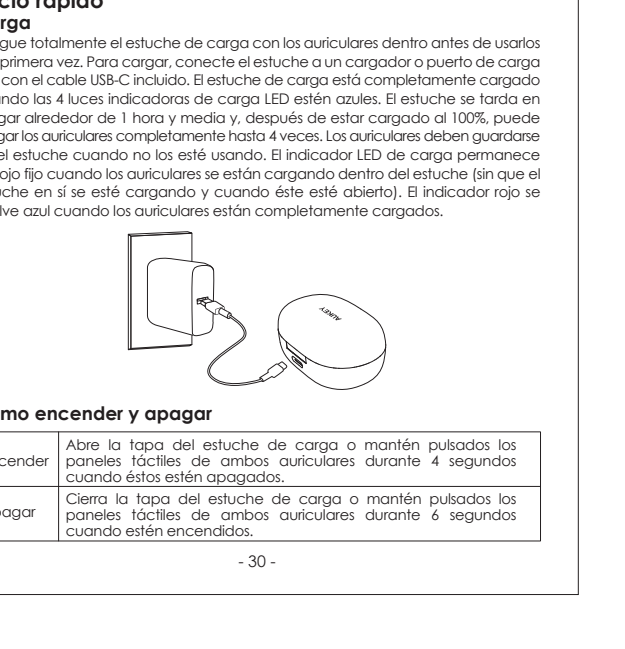 cio rápido
rga
gue totalmente el estuche de carga con los auriculares dentro antes de usarlos
primera vez. Para cargar, conecte el estuche a un cargador o puerto de carga
con el cable USB-C incluido. El estuche de carga está completamente cargado
ndo las 4 luces indicadoras de carga LED estén azules. El estuche se tarda en
gar alrededor de 1 hora y media y, después de estar cargado al 100%, puede
gar los auriculares completamente hasta 4 veces. Los auriculares deben guardarse
el estuche cuando no los esté usando. El indicador LED de carga permanece
ojo fijo cuando los auriculares se están cargando dentro del estuche (sin que el
uche en sí se esté cargando y cuando éste esté abierto). El indicador rojo se
elve azul cuando los auriculares están completamente cargados.
AUKEY
mo encender y apagar
cender
Abre la tapa del estuche de carga o mantén pulsados los
paneles táctiles de ambos auriculares durante 4 segundos
cuando éstos estén apagados.
agar
Cierra la tapa del estuche de carga o mantén pulsados los
paneles táctiles de ambos auriculares durante 6 segundos
cuando estén encendidos.
- 30 -